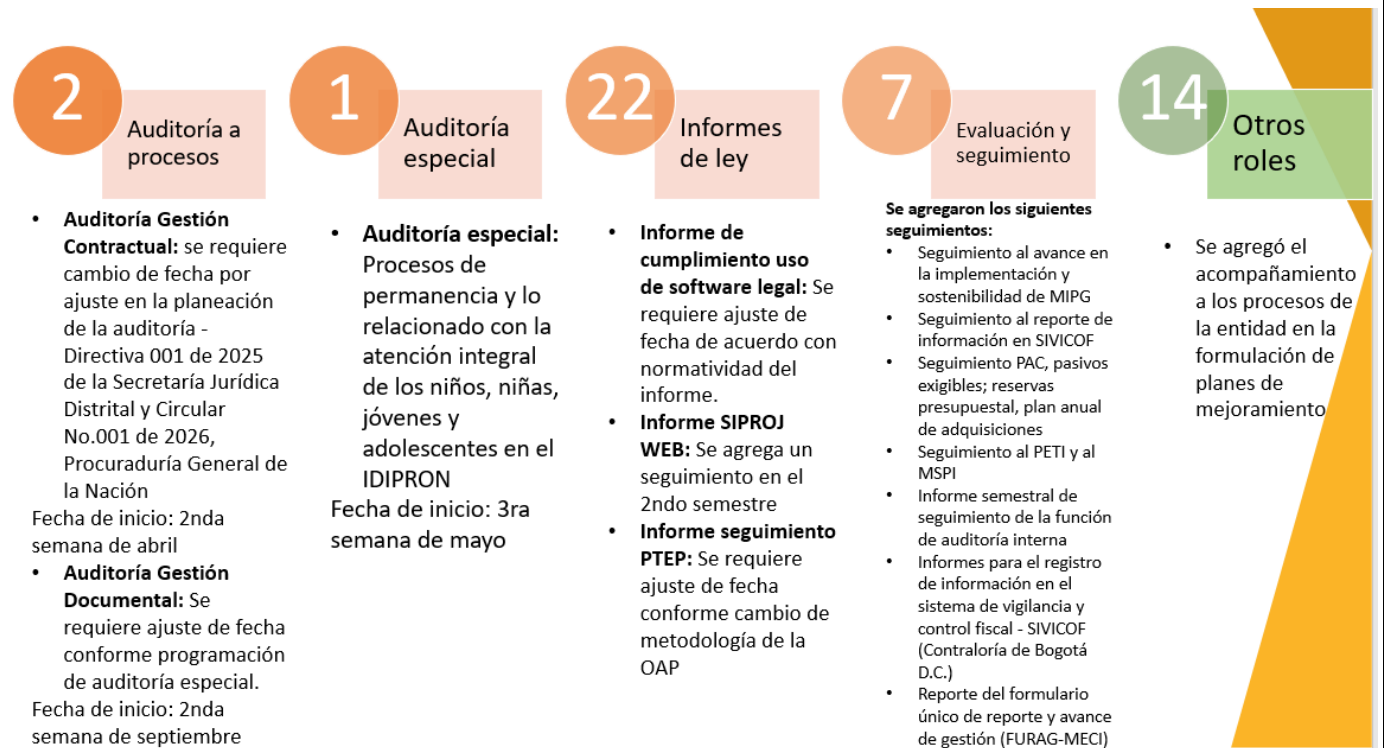 2
Auditoría a
procesos
• Auditoría Gestión
Contractual: se requiere
cambio de fecha por
ajuste en la planeación
de la auditoría -
Directiva 001 de 2025
de la Secretaría Jurídica
Distrital y Circular
No.001 de 2026,
Procuraduría General de
la Nación
Fecha de inicio: 2nda
semana de abril
• Auditoría Gestión
Documental: Se
requiere ajuste de fecha
conforme programación
de auditoría especial.
Fecha de inicio: 2nda
semana de septiembre
1
Auditoría
especial
• Auditoría especial:
Procesos de
permanencia y lo
relacionado con la
atención integral
de los niños, niñas,
jóvenes y
adolescentes en el
IDIPRON
Fecha de inicio: 3ra
semana de mayo
22
Informes
de ley
• Informe de
cumplimiento uso
de software legal: Se
requiere ajuste de
fecha de acuerdo con
normatividad del
informe.
• Informe SIPROJ
WEB: Se agrega un
seguimiento en el
2ndo semestre
• Informe seguimiento
PTEP: Se requiere
ajuste de fecha
conforme cambio de
metodología de la
OAP
7
Evaluación y
seguimiento
Se agregaron los siguientes
seguimientos:
• Seguimiento al avance en
la implementación y
sostenibilidad de MIPG
• Seguimiento al reporte de
información en SIVICOF
• Seguimiento PAC, pasivos
exigibles; reservas
presupuestal, plan anual
de adquisiciones
• Seguimiento al PETI y al
MSPI
• Informe semestral de
seguimiento de la función
de auditoría interna
• Informes para el registro
de información en el
sistema de vigilancia y
control fiscal - SIVICOF
(Contraloría de Bogotá
D.C.)
• Reporte del formulario
único de reporte y avance
de gestión (FURAG-MECI)
14
Otros
roles
• Se agregó el
acompañamiento
a los procesos de
la entidad en la
formulación de
planes de
mejoramiento